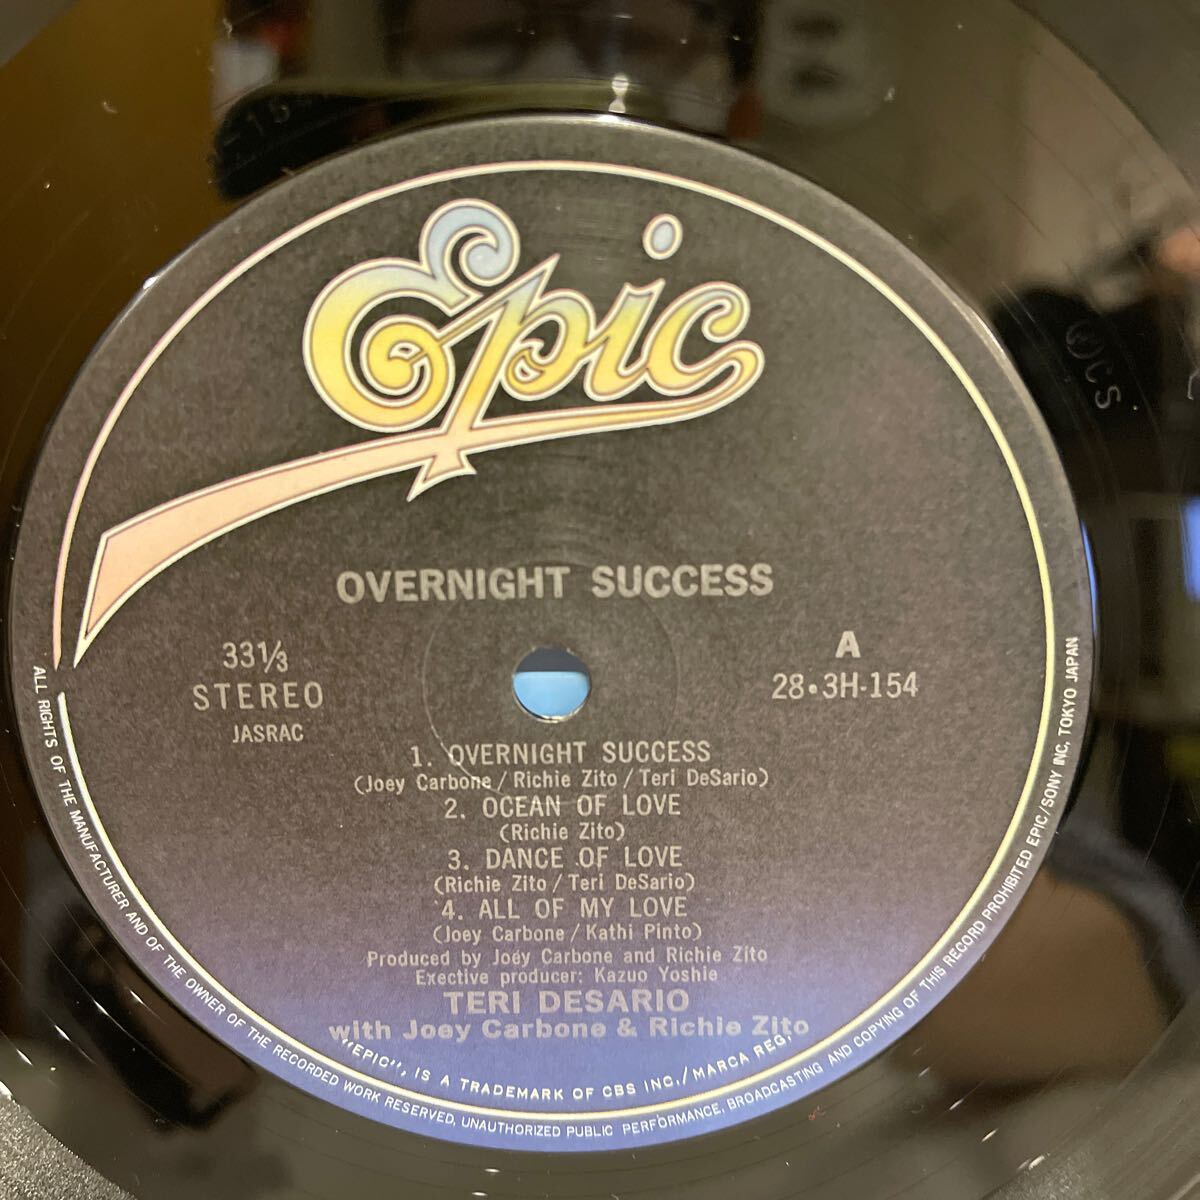 Epic
OVERNIGHT SUCCESS
33⅓
STEREO
JASRAC
A
28•3H-154
1. OVERNIGHT SUCCESS
(Joey Carbone/Richie Zito/Teri DeSario)
2. OCEAN OF LOVE
(Richie Zito)
3. DANCE OF LOVE
(Richie Zito/Teri DeSario)
4. ALL OF MY LOVE
(Joey Carbone/Kathi Pinto)
Produced by Joey Carbone and Richie Zito
Exective producer: Kazuo Yoshie
TERI DESARIO
with Joey Carbone & Richie Zito
"EPIC", IS A TRADEMARK OF CBS INC./MARCA REG,
ALL RIGHTS OF THE MANUFACTURER AND OF THE OWNER OF THE RECORDED WORK RESERVED, UNAUTHORIZED PUBLIC PERFORMANCE, BROADCASTING AND COPYING OF THIS RECORD PROHIBITED EPIC/SONY INC, TOKYO JAPAN
CS